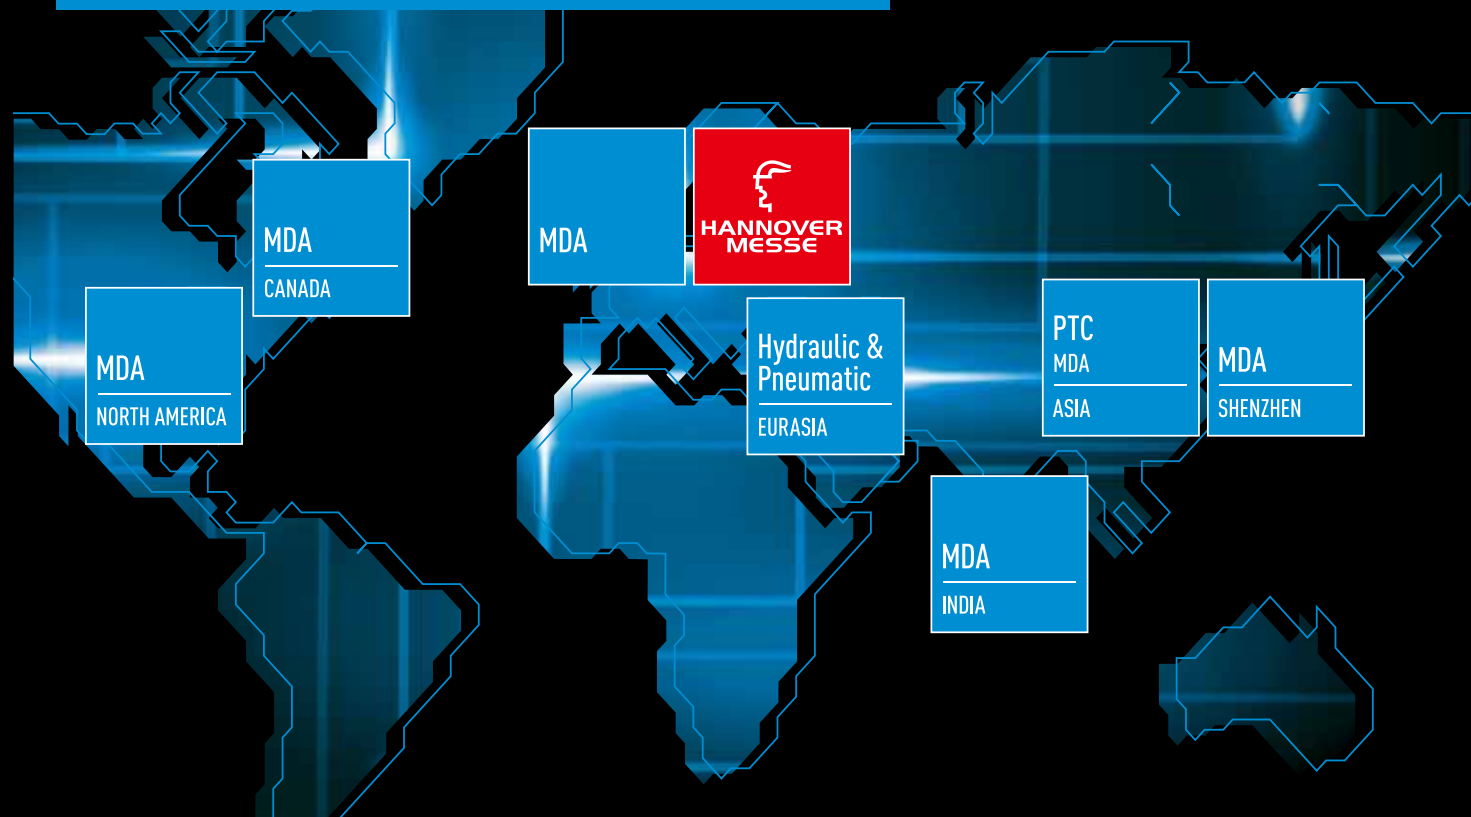 MDA
CANADA
MDA
HANNOVER
MESSE
MDA
NORTH AMERICA
Hydraulic &
Pneumatic
EURASIA
PTC
MDA
ASIA
MDA
SHENZHEN
MDA
INDIA